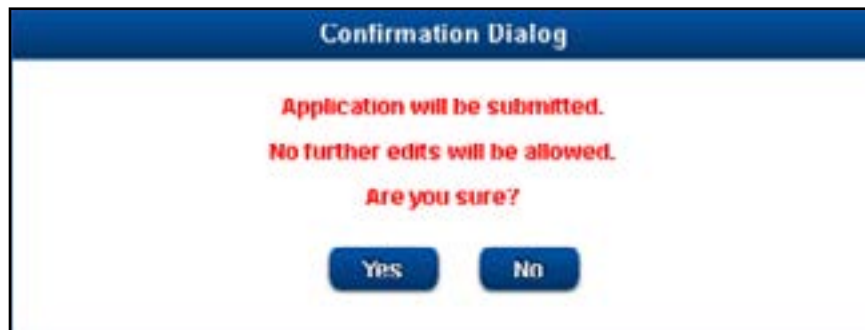 Confirmation Dialog
Application will be submitted.
No further edits will be allowed.
Are you sure?
Yes No